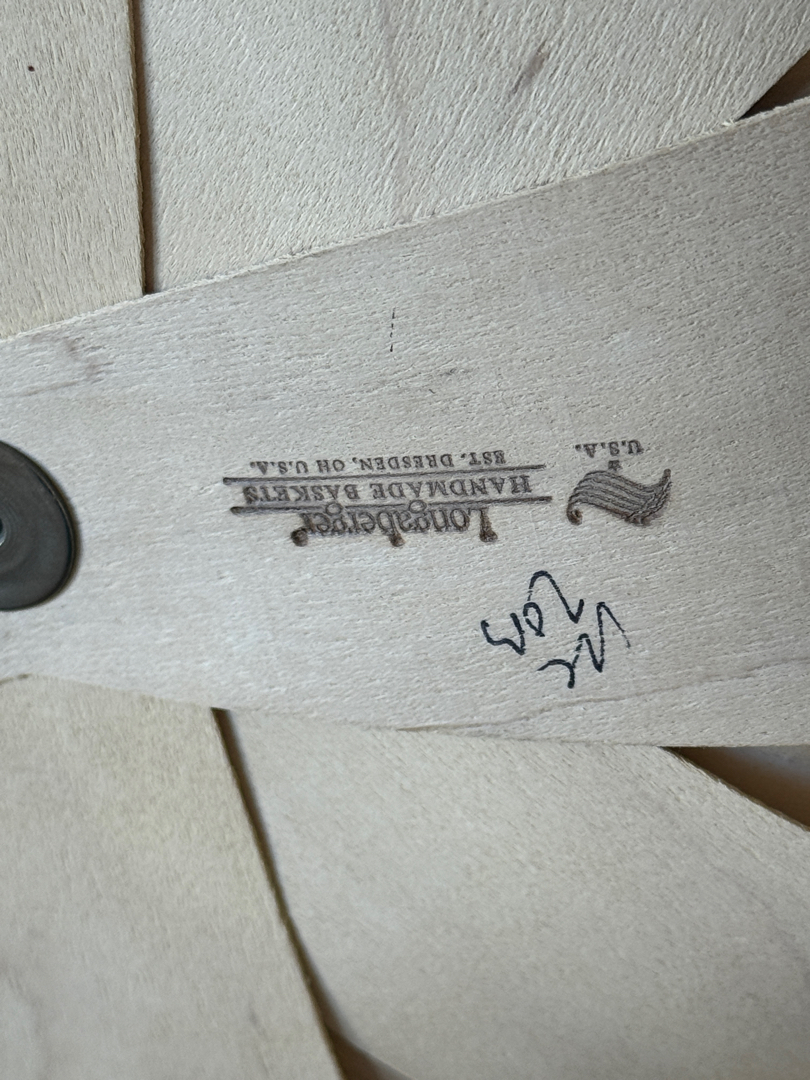 U.S.A.
Longaberger
HANDMADE BASKETS
EST. DRESDEN, OH U.S.A.